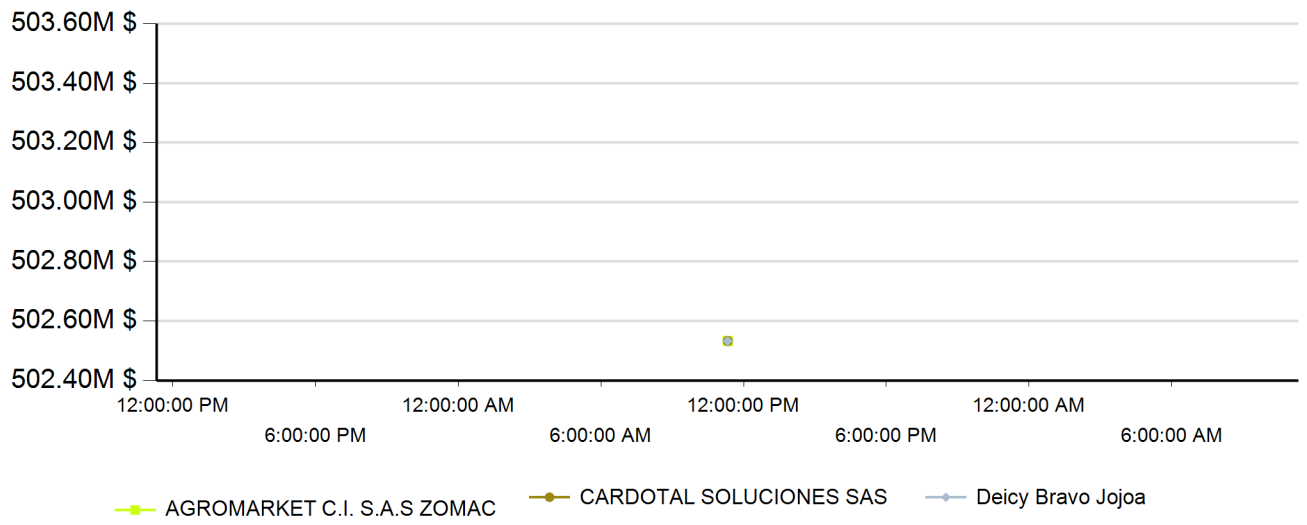 503.60M $
503.40M $
503.20M $
503.00M $
502.80M $
502.60M $
502.40M $
12:00:00 PM 12:00:00 AM 12:00:00 PM 12:00:00 AM
6:00:00 PM 6:00:00 AM 6:00:00 PM 6:00:00 AM
AGROMARKET C.I. S.A.S ZOMAC CARDOTAL SOLUCIONES SAS Deicy Bravo Jojoa